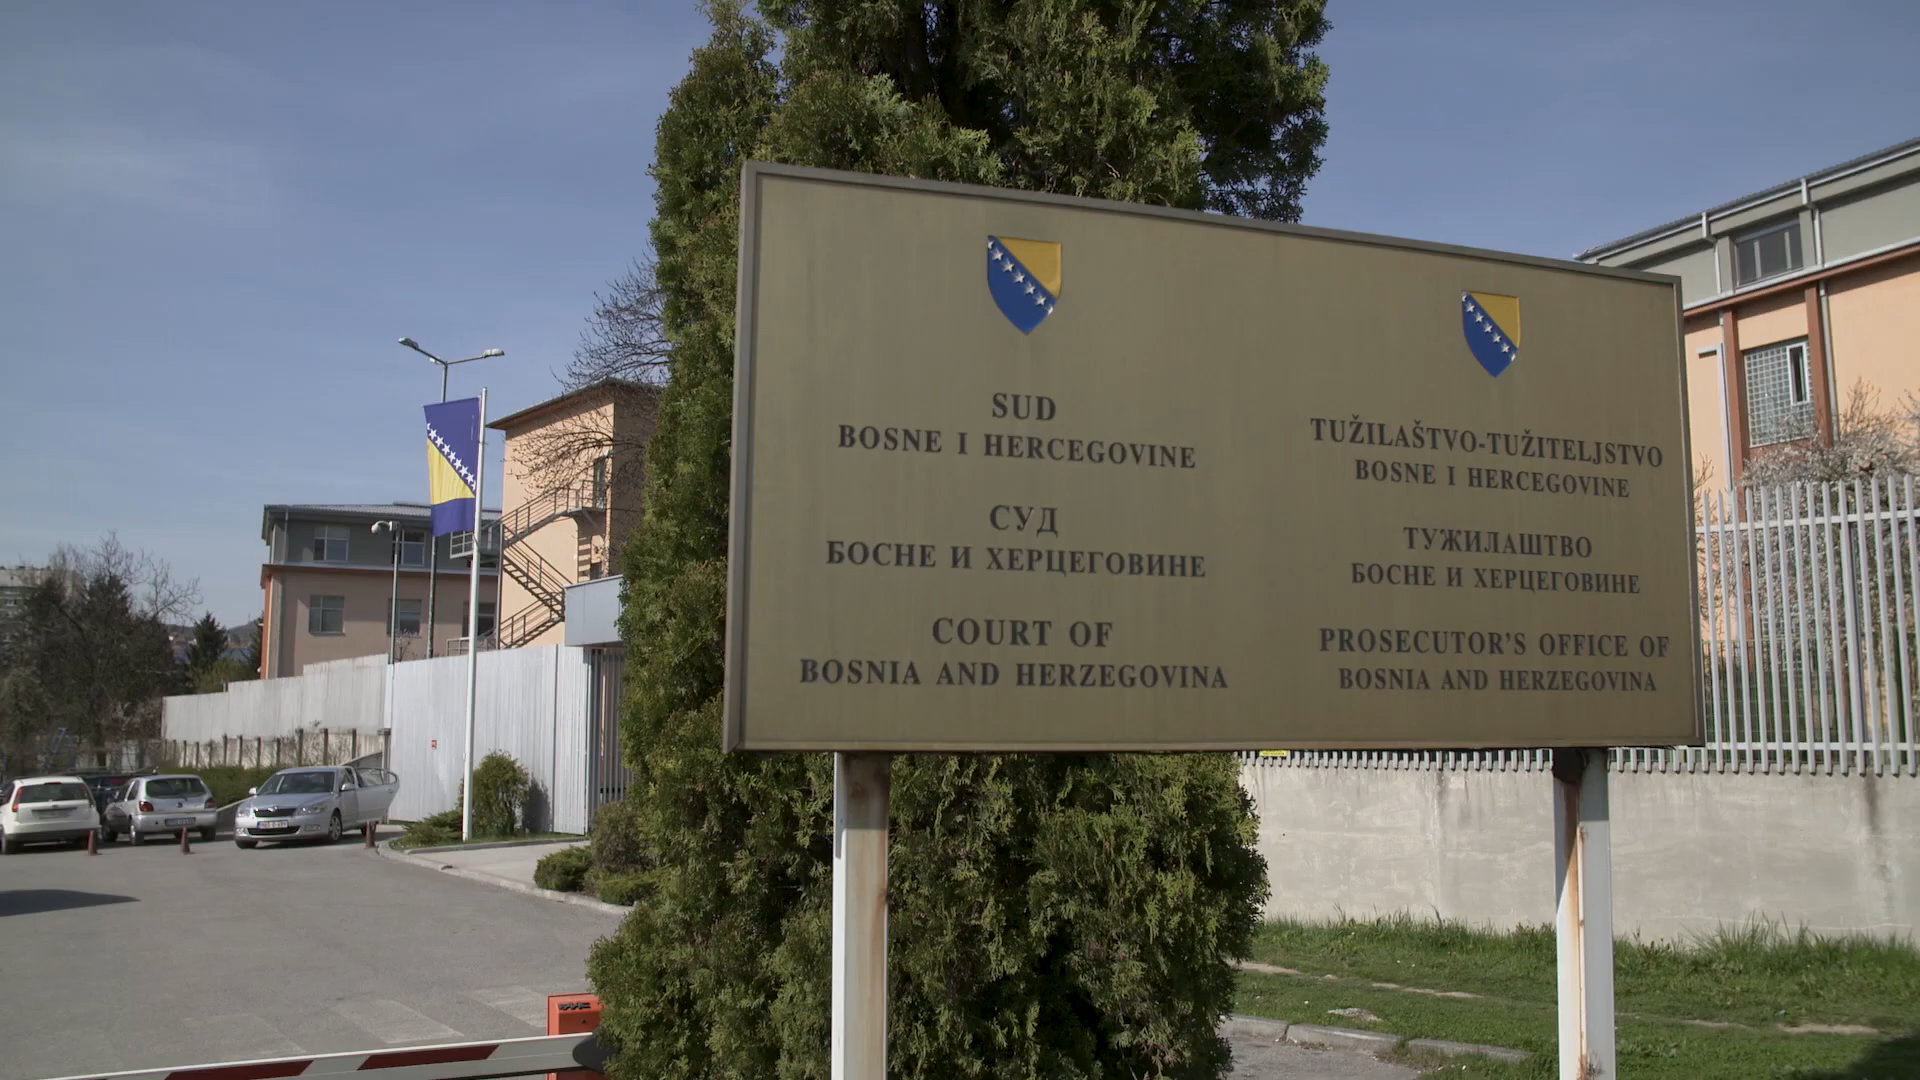 SUD
BOSNE I HERCEGOVINE
СУД
БОСНЕ И ХЕРЦЕГОВИНЕ
COURT OF
BOSNIA AND HERZEGOVINA
TUŽILAŠTVO-TUŽITELJSTVO
BOSNE I HERCEGOVINE
ТУЖИЛАШТВО
БОСНЕ И ХЕРЦЕГОВИНЕ
PROSECUTOR'S OFFICE OF
BOSNIA AND HERZEGOVINA